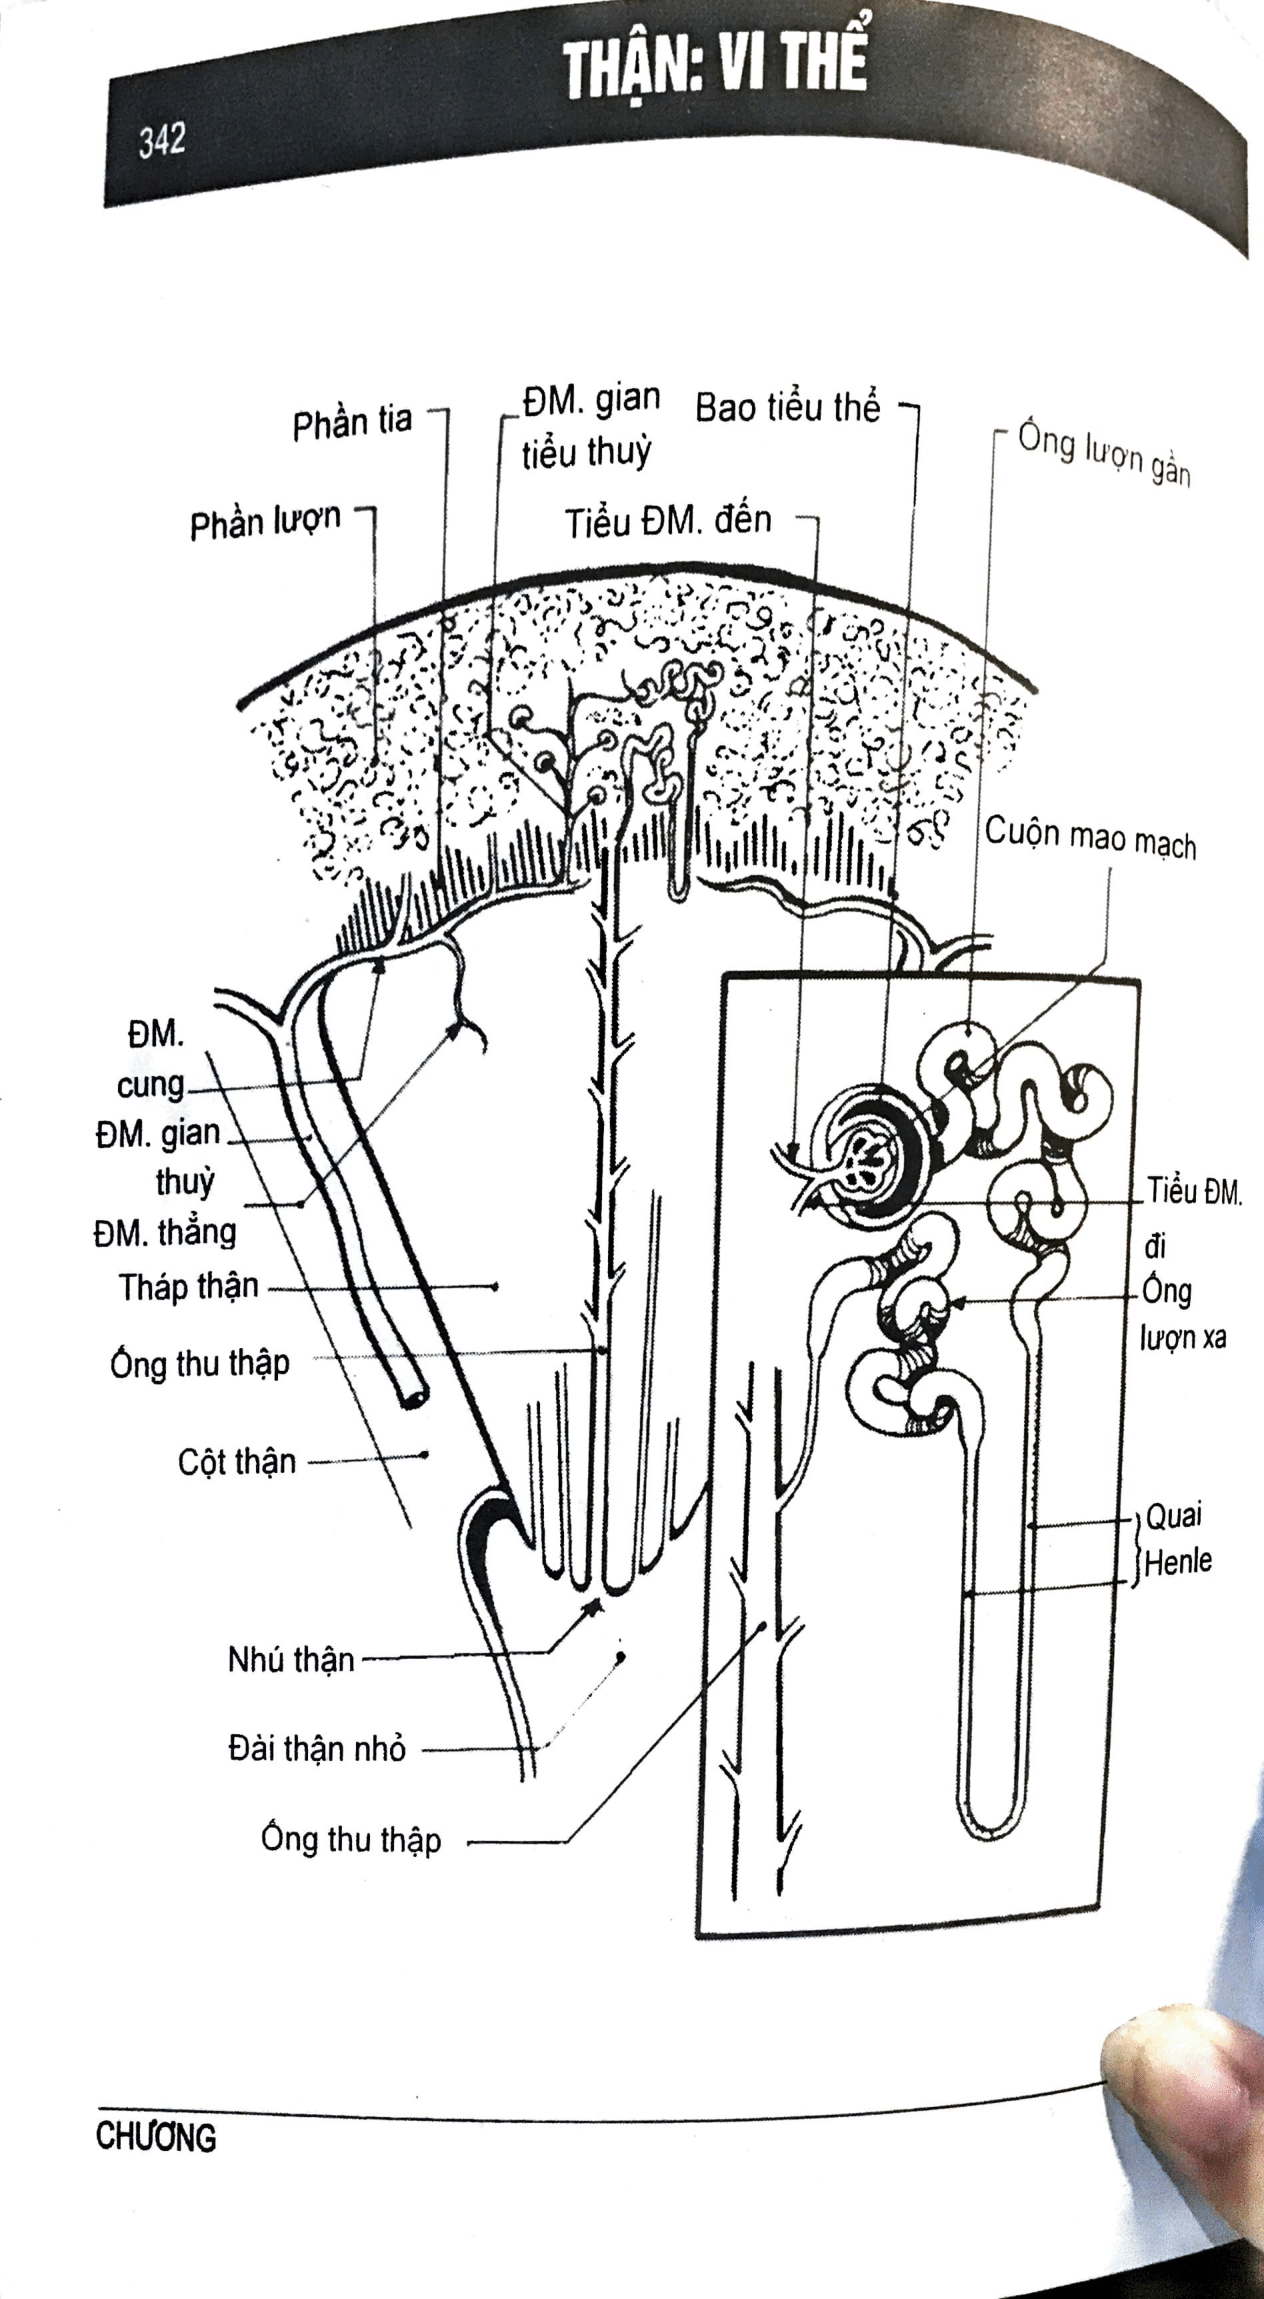 THẬN: VI THỂ
342
Phần tia
ĐM. gian
tiểu thuỳ
Bao tiểu thể
Ống lượn gần
Phần lượn
Tiểu ĐM. đến
Cuộn mao mạch
ĐM.
cung
ĐM. gian
thuỳ
ĐM. thẳng
Tháp thận
Ống thu thập
Cột thận
Tiểu ĐM.
đi
Ống
lượn xa
Quai
Henle
Nhú thận
Đài thận nhỏ
Ống thu thập
CHƯƠNG